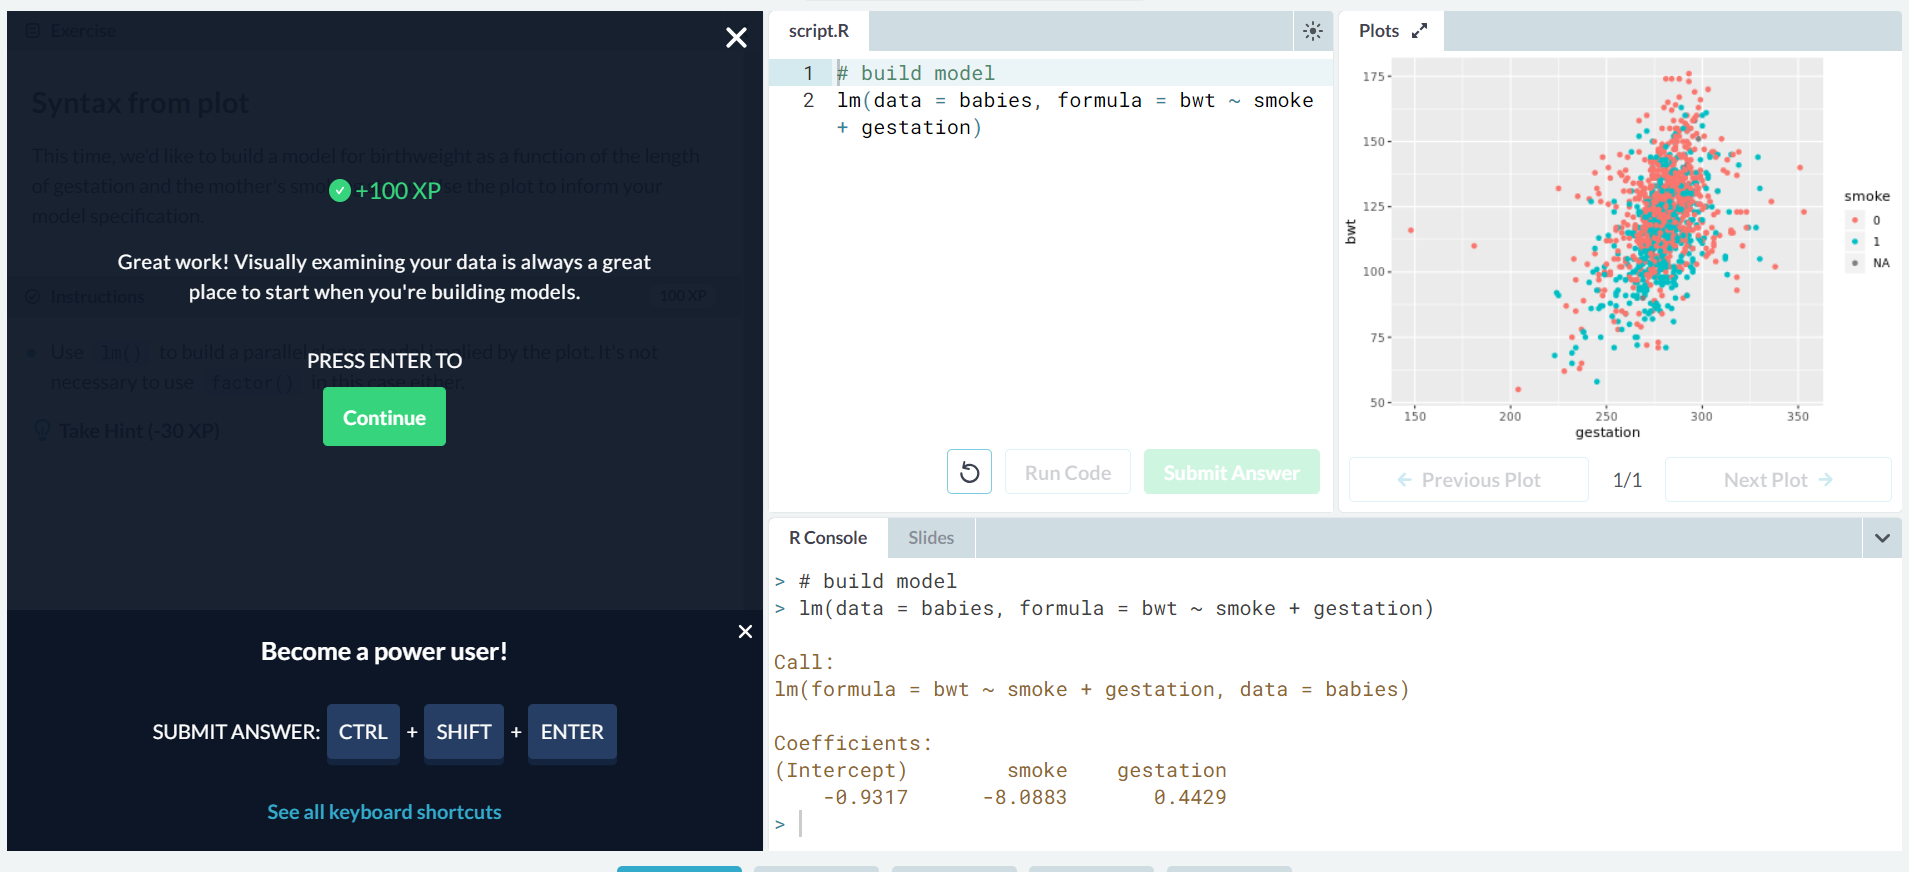 Exercise
Syntax from plot
This time, we'd like to build a model for birthweight as a function of the length
of gestation and the mother's smo se the plot to inform your
model specification.
+100 XP
Great work! Visually examining your data is always a great
place to start when you're building models.
Instructions
100 XP
Use lm() to build a parallel slopes model implied by the plot. It's not
necessary to use factor() in this case either.
PRESS ENTER TO
Continue
Take Hint (-30 XP)
Become a power user!
SUBMIT ANSWER: CTRL + SHIFT + ENTER
See all keyboard shortcuts
script.R
1 # build model
2 lm(data = babies, formula = bwt ~ smoke
+ gestation)
Run Code
Submit Answer
Plots
175
150
125
100
75
50
bwt
150 200 250 300 350
gestation
smoke
0
1
NA
Previous Plot
1/1
Next Plot
R Console
Slides
> # build model
> lm(data = babies, formula = bwt ~ smoke + gestation)
Call:
lm(formula = bwt ~ smoke + gestation, data = babies)
Coefficients:
(Intercept) smoke gestation
-0.9317 -8.0883 0.4429
>